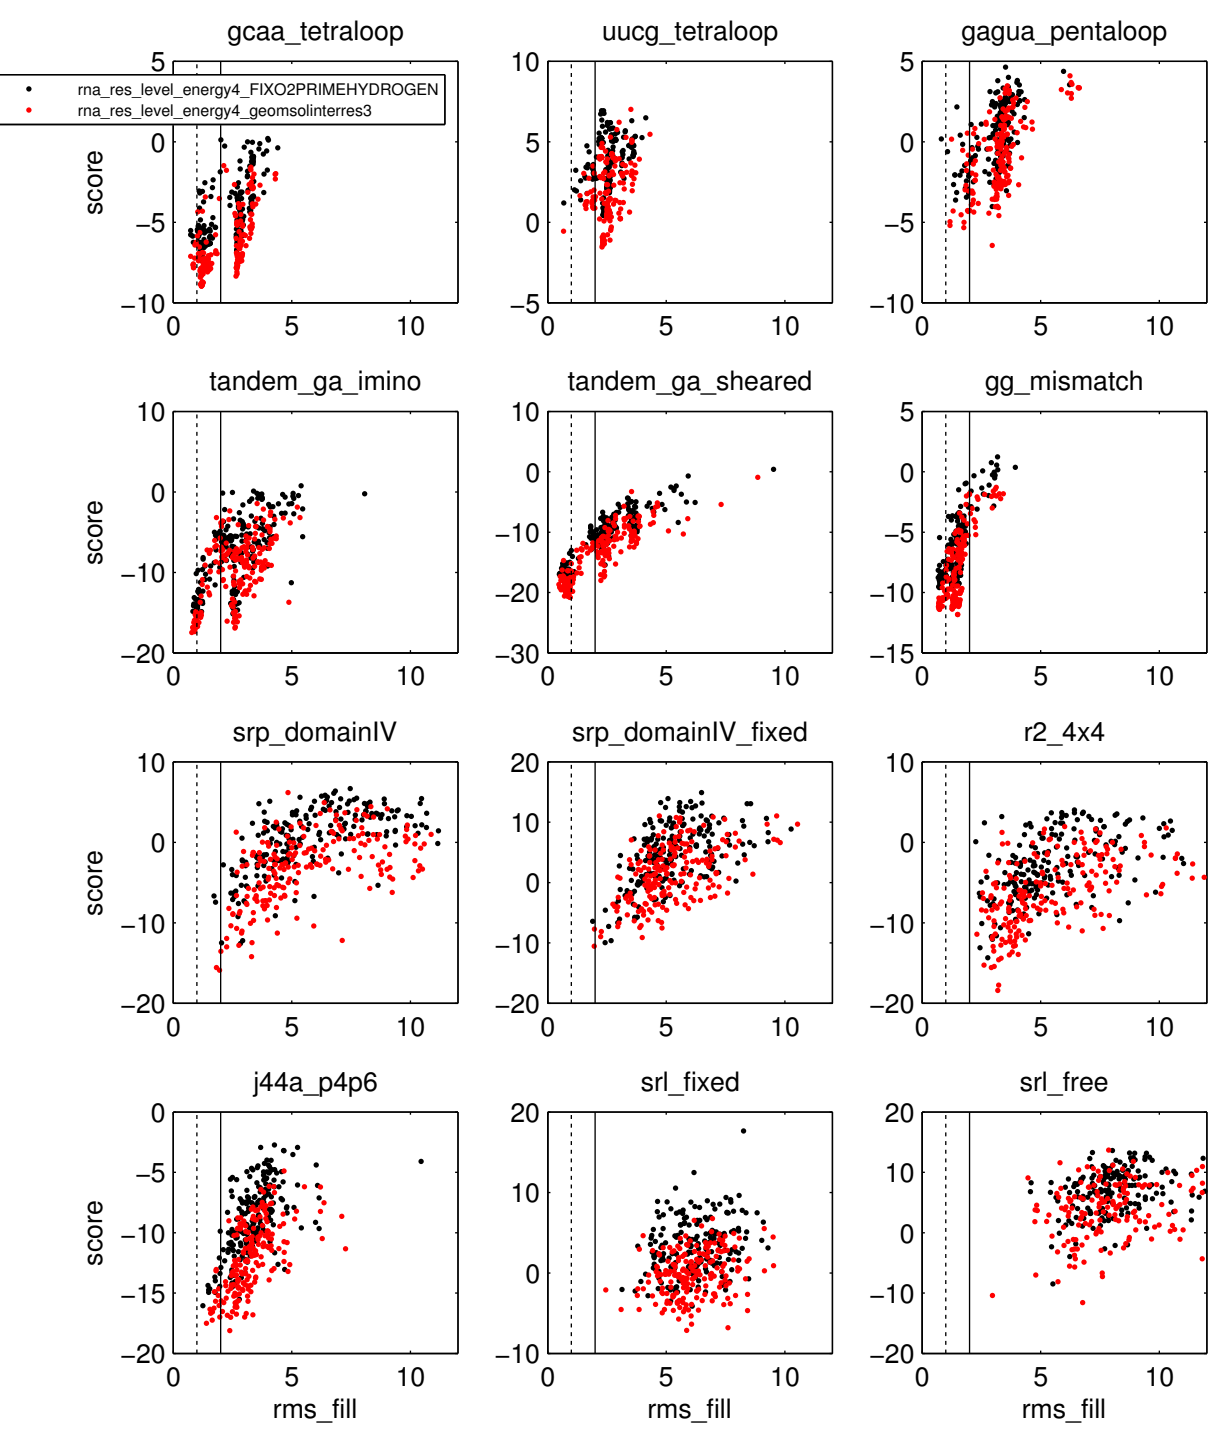 gcaa_tetraloop
uucg_tetraloop
gagua_pentaloop
5
0
−5
−10
score
0 5 10
rna_res_level_energy4_FIXO2PRIMEHYDROGEN
rna_res_level_energy4_geomsolinterres3
10
5
0
−5
0 5 10
5
0
−5
−10
0 5 10
tandem_ga_imino
tandem_ga_sheared
gg_mismatch
10
0
−10
−20
score
0 5 10
10
0
−10
−20
−30
0 5 10
5
0
−5
−10
−15
0 5 10
srp_domainIV
srp_domainIV_fixed
r2_4x4
10
0
−10
−20
score
0 5 10
20
10
0
−10
−20
0 5 10
10
0
−10
−20
0 5 10
j44a_p4p6
srl_fixed
srl_free
0
−5
−10
−15
−20
score
0 5 10
rms_fill
20
10
0
−10
0 5 10
rms_fill
20
10
0
−10
−20
0 5 10
rms_fill